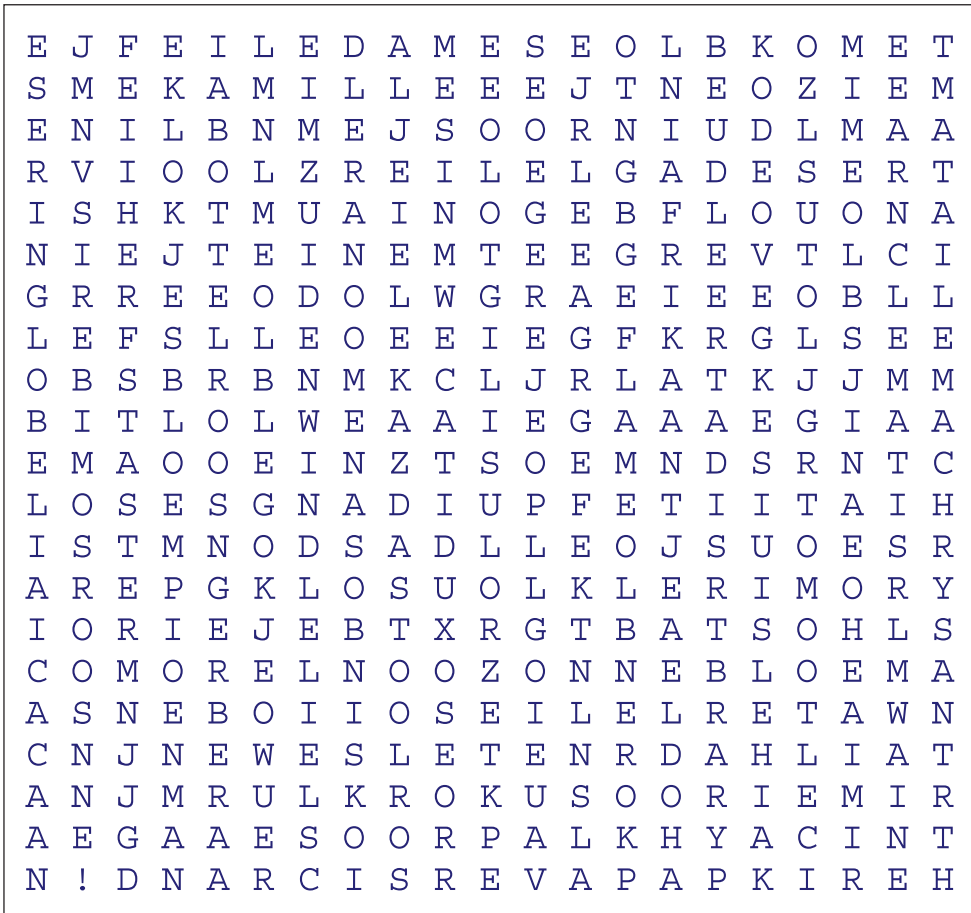 E J F E I L E D A M E S E O L B K O M E T
S M E K A M I L L E E E J T N E O Z I E M
E N I L B N M E J S O O R N I U D L M A A
R V I O O L Z R E I L E L G A D E S E R T
I S H K T M U A I N O G E B F L O U O N A
N I E J T E I N E M T E E G R E V T L C I
G R R E E O D O L W G R A E I E E O B L L
L E F S L L E O E E I E G F K R G L S E E
O B S B R B N M K C L J R L A T K J J M M
B I T L O L W E A A I E G A A A E G I A A
E M A O O E I N Z T S O E M N D S R N T C
L O S E S G N A D I U P F E T I I T A I H
I S T M N O D S A D L L E O J S U O E S R
A R E P G K L O S U O L K L E R I M O R Y
I O R I E J E B T X R G T B A T S O H L S
C O M O R E L N O O Z O N N E B L O E M A
A S N E B O I I O S E I L E L R E T A W N
C N J N E W E S L E T E N R D A H L I A T
A N J M R U L K R O K U S O O R I E M I R
A E G A A E S O O R P A L K H Y A C I N T
N ! D N A R C I S R E V A P A P K I R E H